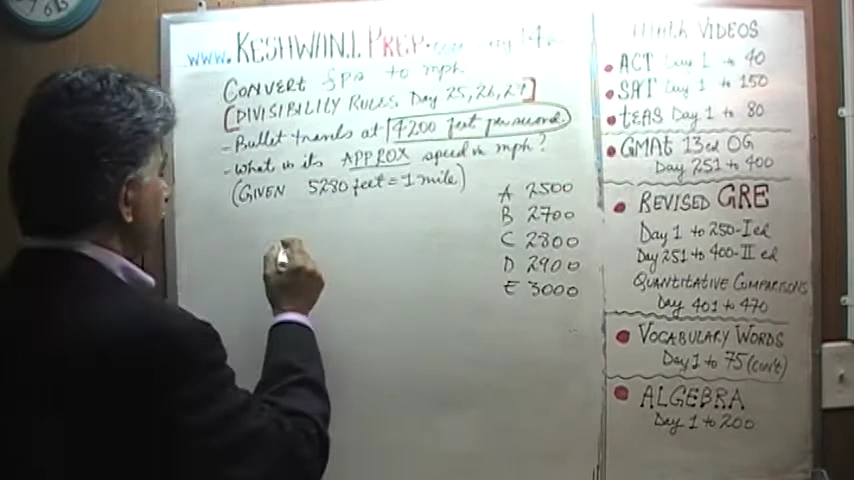 www.KESHWANI PREP.com
CONVERT fps to mph
[DIVISIBILITY RULES Day 25, 26, 27]
- Bullet travels at 4200 feet per second.
- What is its APPROX speed in mph?
(GIVEN 5280 feet = 1 mile)
A 2500
B 2700
C 2800
D 2900
E 3000
MATH VIDEOS
ACT Day 1 to 40
SAT Day 1 to 150
TEAS Day 1 to 80
GMAT 13ed OG
Day 251 to 400
REVISED GRE
Day 1 to 250-I ed
Day 251 to 400-II ed
QUANTITATIVE COMPARISONS
Day 401 to 470
VOCABULARY WORDS
Day 1 to 75 (con't)
ALGEBRA
Day 1 to 200